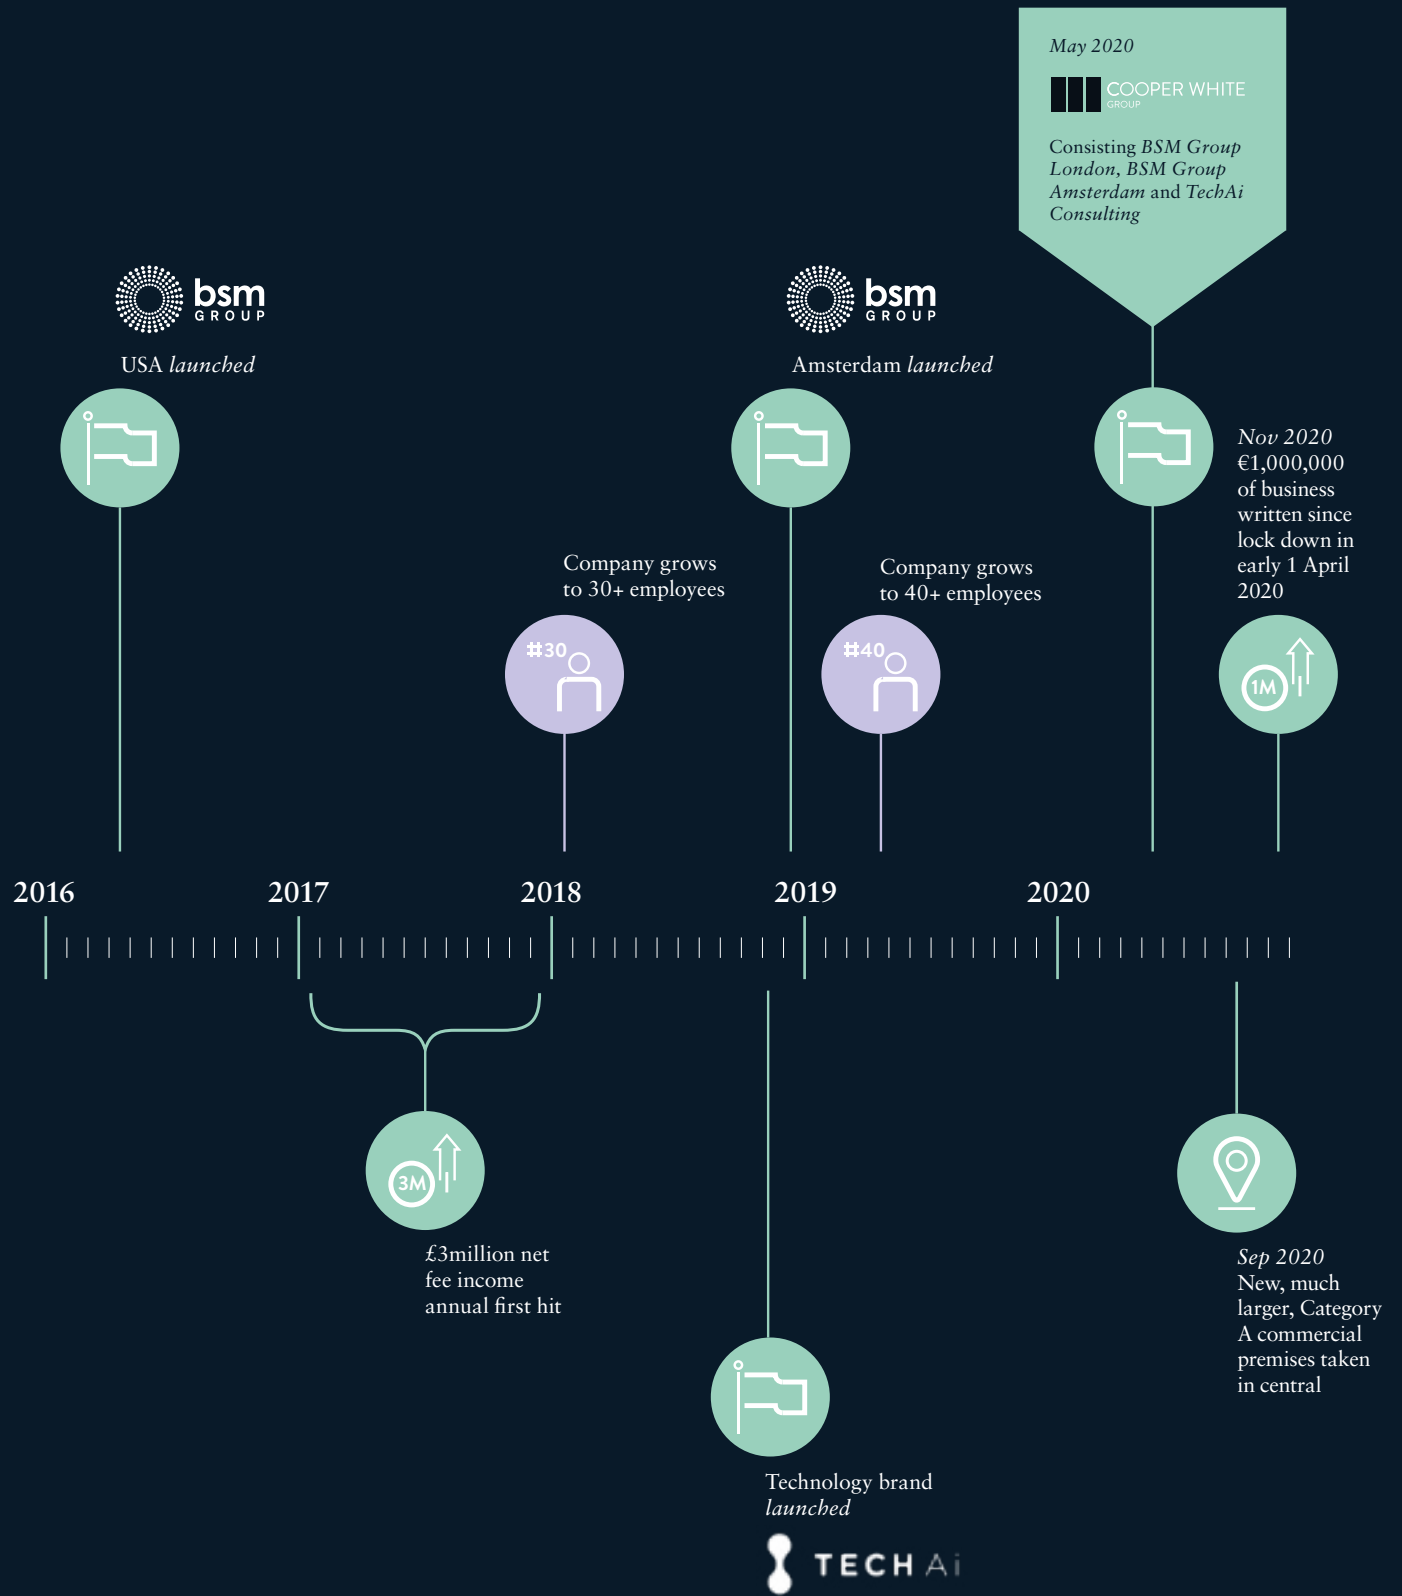 May 2020
COOPER WHITE
GROUP
Consisting BSM Group
London, BSM Group
Amsterdam and TechAi
Consulting
bsm
GROUP
USA launched
bsm
GROUP
Amsterdam launched
Nov 2020
€1,000,000
of business
written since
lock down in
early 1 April
2020
Company grows
to 30+ employees
Company grows
to 40+ employees
#30
#40
1M
2016
2017
2018
2019
2020
3M
£3million net
fee income
annual first hit
Sep 2020
New, much
larger, Category
A commercial
premises taken
in central
Technology brand
launched
TECH Ai